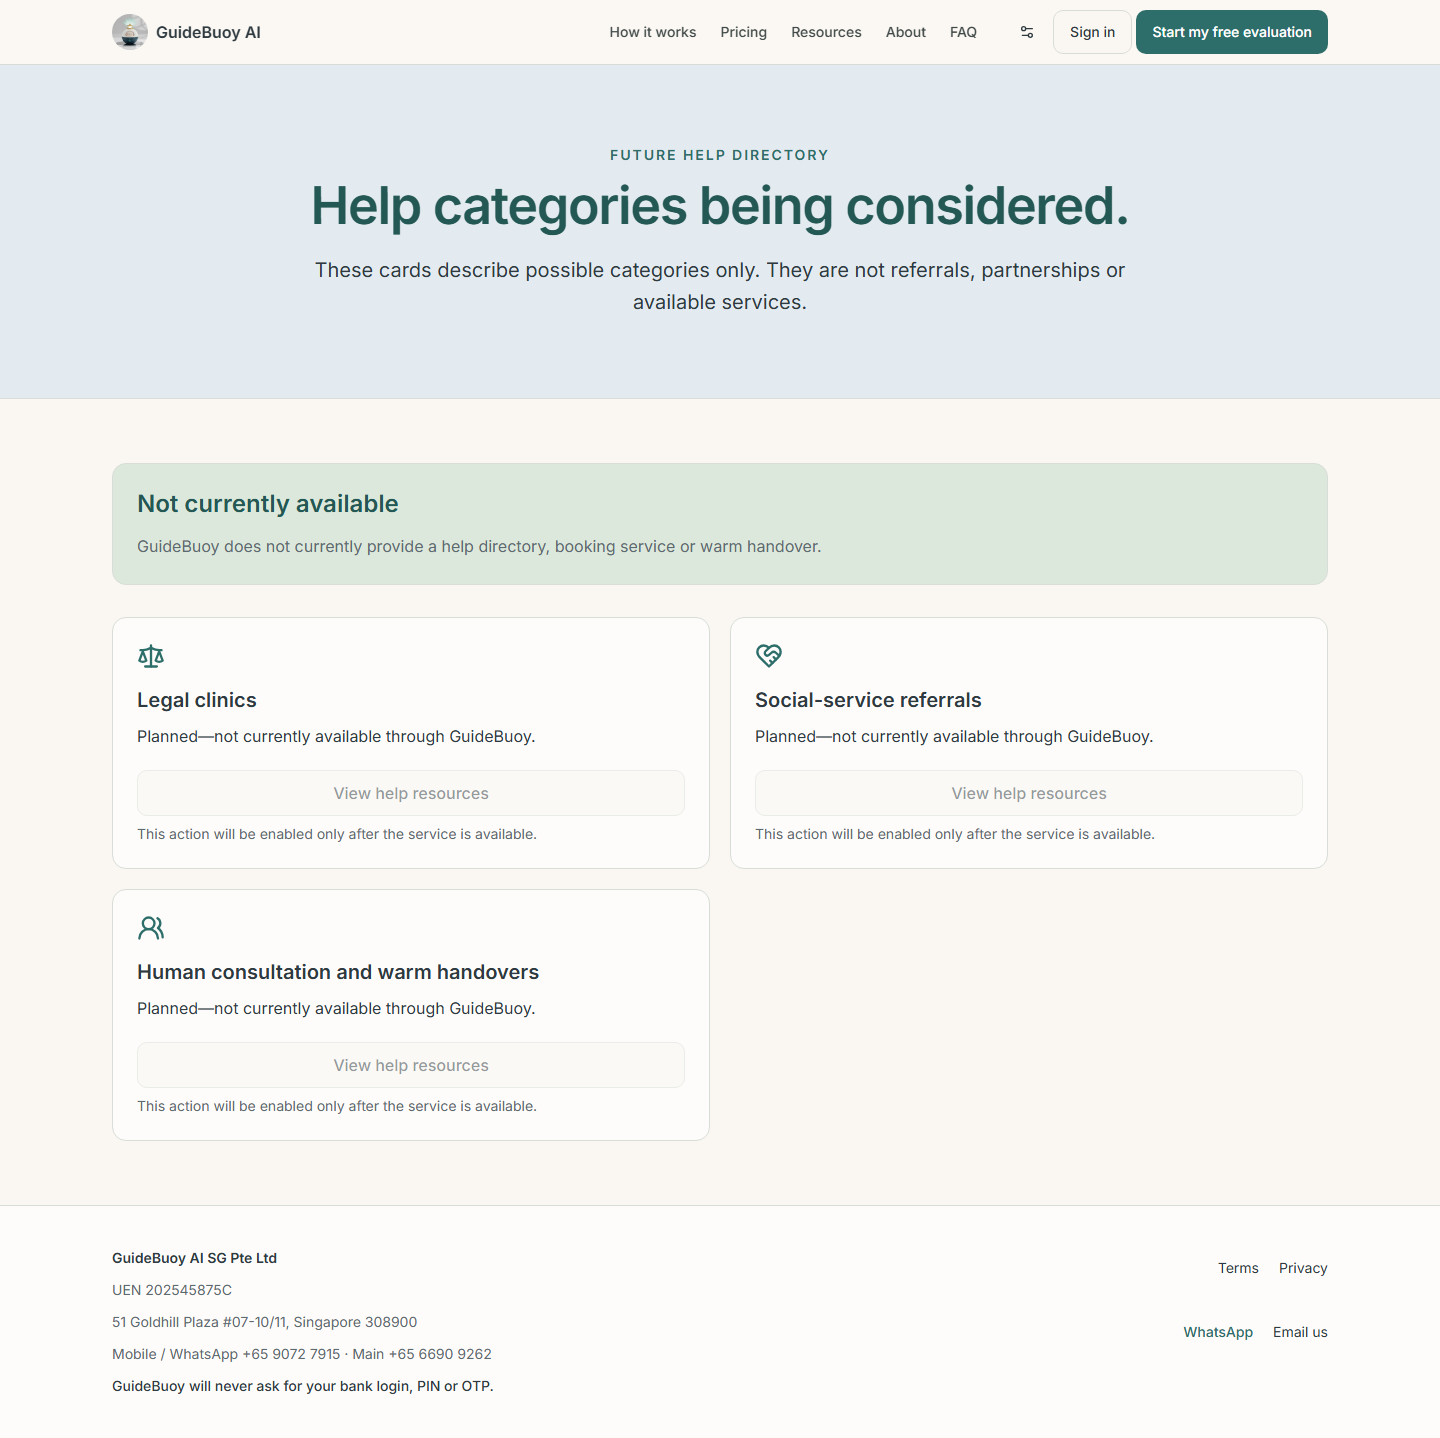 GuideBuoy AI
How it works
Pricing
Resources
About
FAQ
Sign in
Start my free evaluation
FUTURE HELP DIRECTORY
Help categories being considered.
These cards describe possible categories only. They are not referrals, partnerships or
available services.
Not currently available
GuideBuoy does not currently provide a help directory, booking service or warm handover.
Legal clinics
Planned—not currently available through GuideBuoy.
View help resources
This action will be enabled only after the service is available.
Social-service referrals
Planned—not currently available through GuideBuoy.
View help resources
This action will be enabled only after the service is available.
Human consultation and warm handovers
Planned—not currently available through GuideBuoy.
View help resources
This action will be enabled only after the service is available.
GuideBuoy AI SG Pte Ltd
UEN 202545875C
51 Goldhill Plaza #07-10/11, Singapore 308900
Mobile / WhatsApp +65 9072 7915 · Main +65 6690 9262
GuideBuoy will never ask for your bank login, PIN or OTP.
Terms
Privacy
WhatsApp
Email us